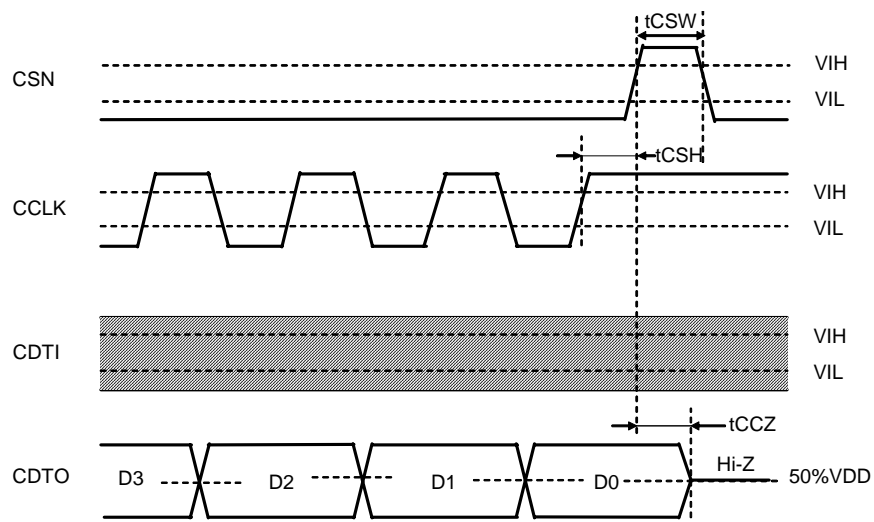 tCSW
CSN
VIH
VIL
tCSH
CCLK
VIH
VIL
CDTI
VIH
VIL
tCCZ
CDTO
D3
D2
D1
D0
Hi-Z
50%VDD